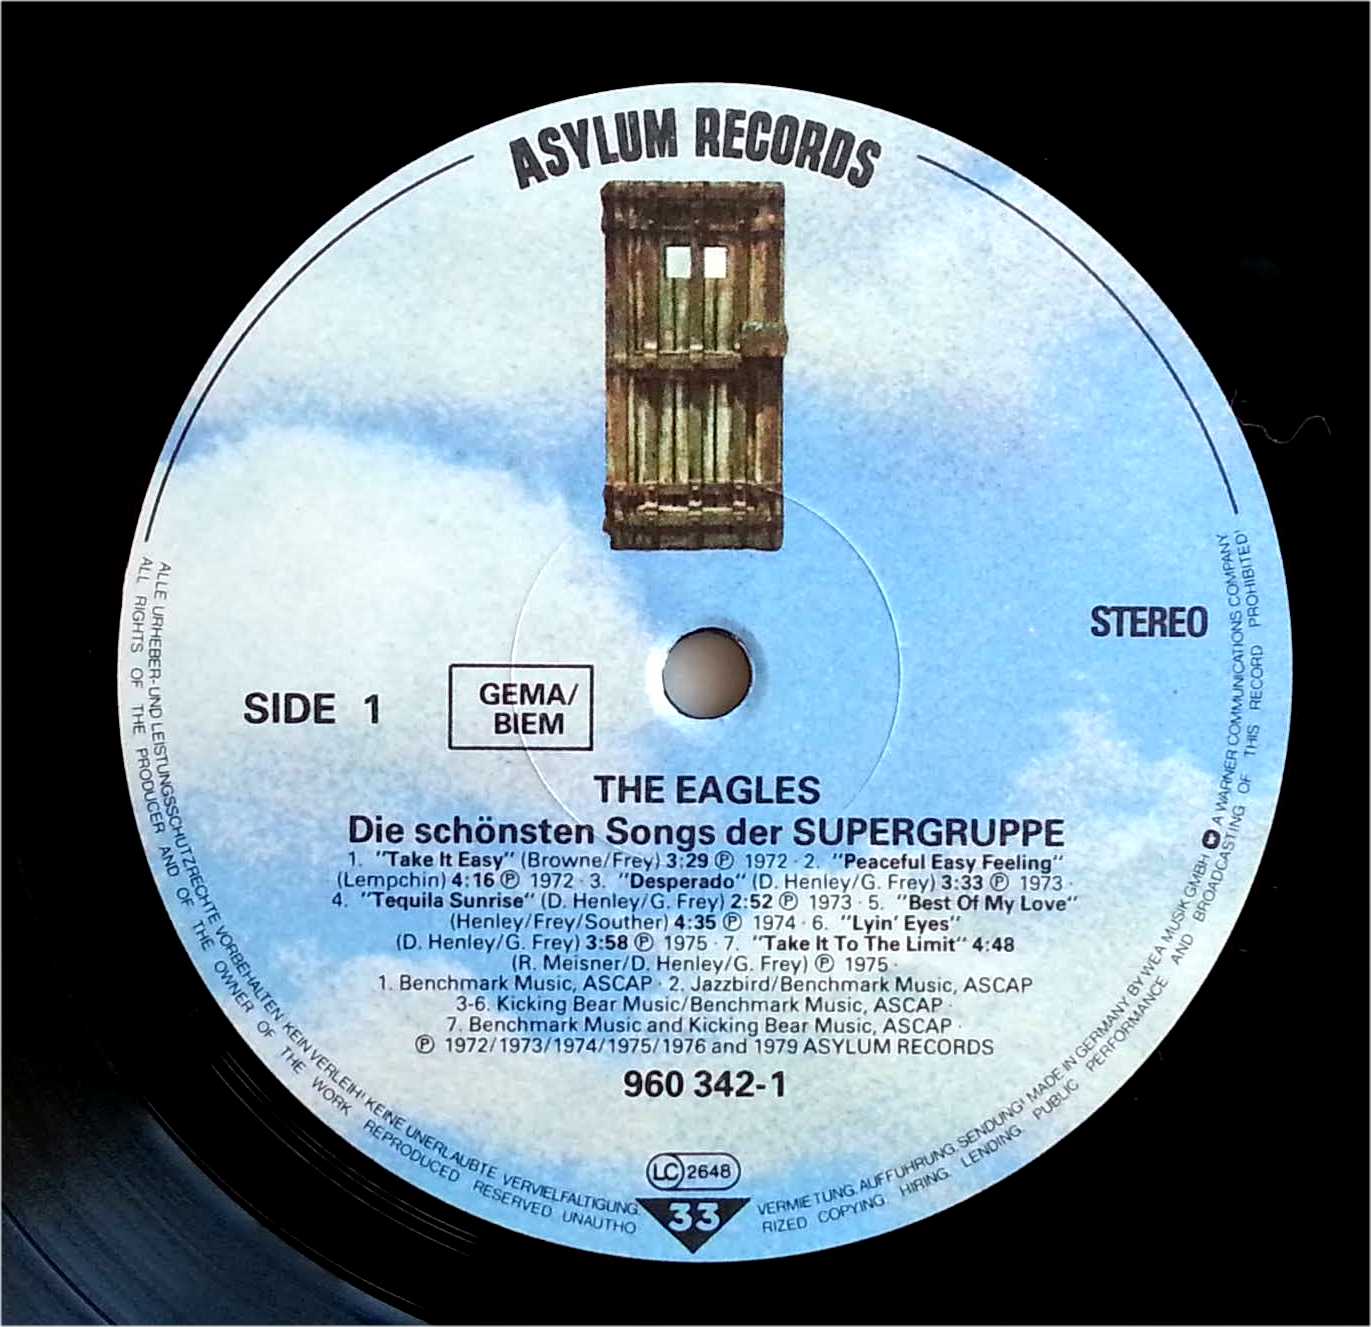 ASYLUM RECORDS
STEREO
SIDE 1
GEMA/
BIEM
THE EAGLES
Die schönsten Songs der SUPERGRUPPE
1. "Take It Easy" (Browne/Frey) 3:29 Ⓟ 1972 · 2. "Peaceful Easy Feeling"
(Lempchin) 4:16 Ⓟ 1972 · 3. "Desperado" (D. Henley/G. Frey) 3:33 Ⓟ 1973 ·
4. "Tequila Sunrise" (D. Henley/G. Frey) 2:52 Ⓟ 1973 · 5. "Best Of My Love"
(Henley/Frey/Souther) 4:35 Ⓟ 1974 · 6. "Lyin' Eyes"
(D. Henley/G. Frey) 3:58 Ⓟ 1975 · 7. "Take It To The Limit" 4:48
(R. Meisner/D. Henley/G. Frey) Ⓟ 1975 ·
1. Benchmark Music, ASCAP · 2. Jazzbird/Benchmark Music, ASCAP
3-6. Kicking Bear Music/Benchmark Music, ASCAP ·
7. Benchmark Music and Kicking Bear Music, ASCAP ·
Ⓟ 1972/1973/1974/1975/1976 and 1979 ASYLUM RECORDS
960 342-1
LC 2648
33
ALLE URHEBER- UND LEISTUNGSSCHUTZRECHTE VORBEHALTEN · KEIN VERLEIH! KEINE UNERLAUBTE VERVIELFÄLTIGUNG, VERMIETUNG, AUFFÜHRUNG, SENDUNG! MADE IN GERMANY BY WEA MUSIK GMBH A WARNER COMMUNICATIONS COMPANY
ALL RIGHTS OF THE PRODUCER AND OF THE OWNER OF THE WORK REPRODUCED RESERVED UNAUTHORIZED COPYING, HIRING, LENDING, PUBLIC PERFORMANCE AND BROADCASTING OF THIS RECORD PROHIBITED!